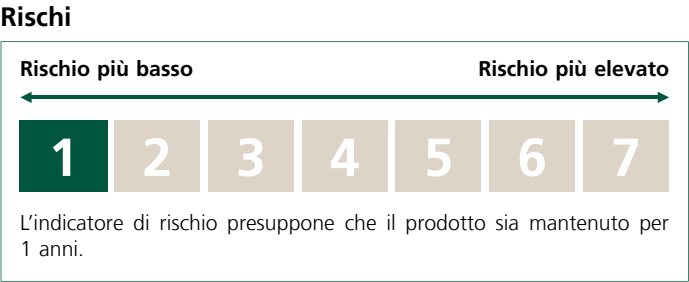 Rischi
Rischio più basso Rischio più elevato
1 2 3 4 5 6 7
L'indicatore di rischio presuppone che il prodotto sia mantenuto per
1 anni.